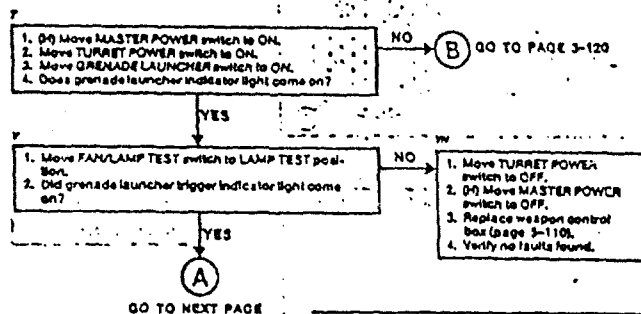 1. (H) Move MASTER POWER switch to ON.
2. Move TURRET POWER switch to ON.
3. Move GRENADE LAUNCHER switch to ON.
4. Does grenade launcher indicator light come on?
NO
B
GO TO PAGE 3-120
YES
1. Move FAN/LAMP TEST switch to LAMP TEST posi-
tion.
2. Did grenade launcher trigger indicator light come
on?
NO
1. Move TURRET POWER
switch to OFF.
2. (H) Move MASTER POWER
switch to OFF.
3. Replace weapon control
box (page 5-110).
4. Verify no faults found.
YES
A
GO TO NEXT PAGE